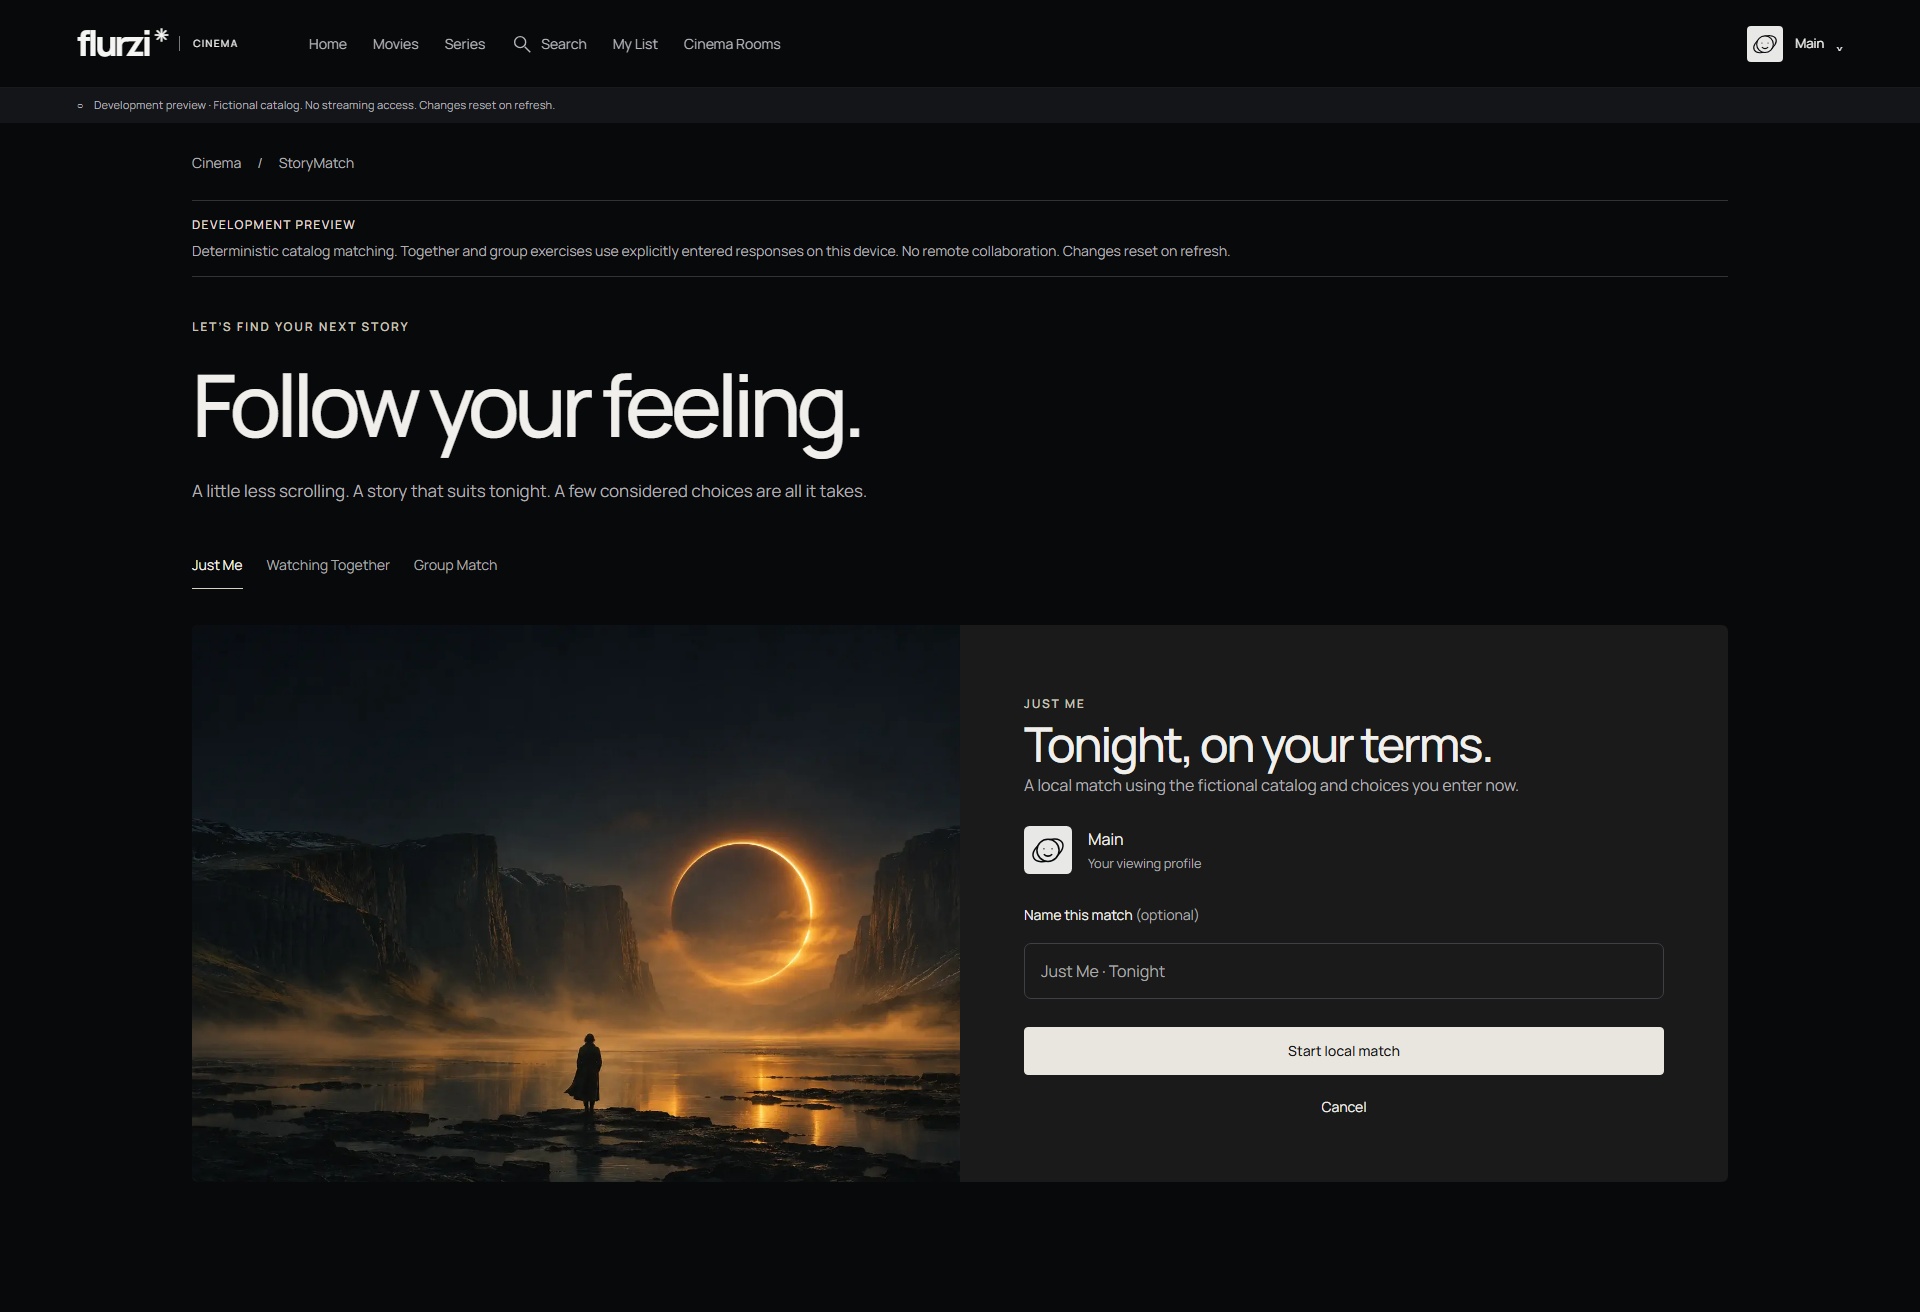 flurzi* CINEMA Home Movies Series Search My List Cinema Rooms Main
Development preview · Fictional catalog. No streaming access. Changes reset on refresh.
Cinema / StoryMatch
DEVELOPMENT PREVIEW
Deterministic catalog matching. Together and group exercises use explicitly entered responses on this device. No remote collaboration. Changes reset on refresh.
LET'S FIND YOUR NEXT STORY
Follow your feeling.
A little less scrolling. A story that suits tonight. A few considered choices are all it takes.
Just Me Watching Together Group Match
JUST ME
Tonight, on your terms.
A local match using the fictional catalog and choices you enter now.
Main
Your viewing profile
Name this match (optional)
Just Me · Tonight
Start local match
Cancel